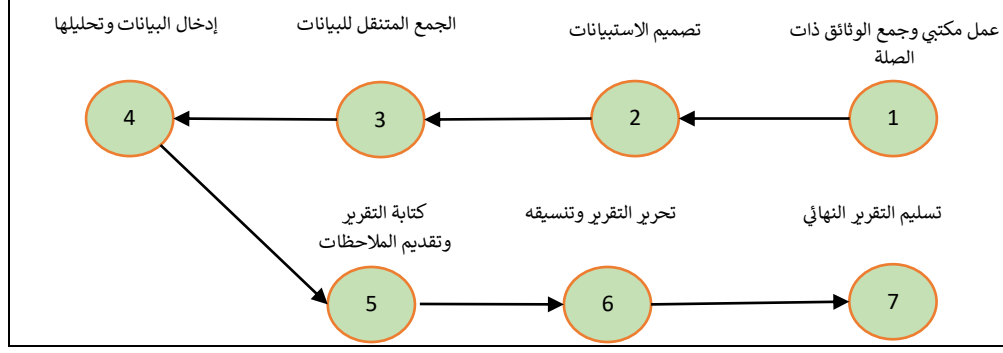 عمل مكتبي وجمع الوثائق ذات
الصلة
تصميم الاستبيانات
الجمع المتنقل للبيانات
إدخال البيانات وتحليلها
1
2
3
4
كتابة التقرير
وتقديم الملاحظات
تحرير التقرير وتنسيقه
تسليم التقرير النهائي
5
6
7